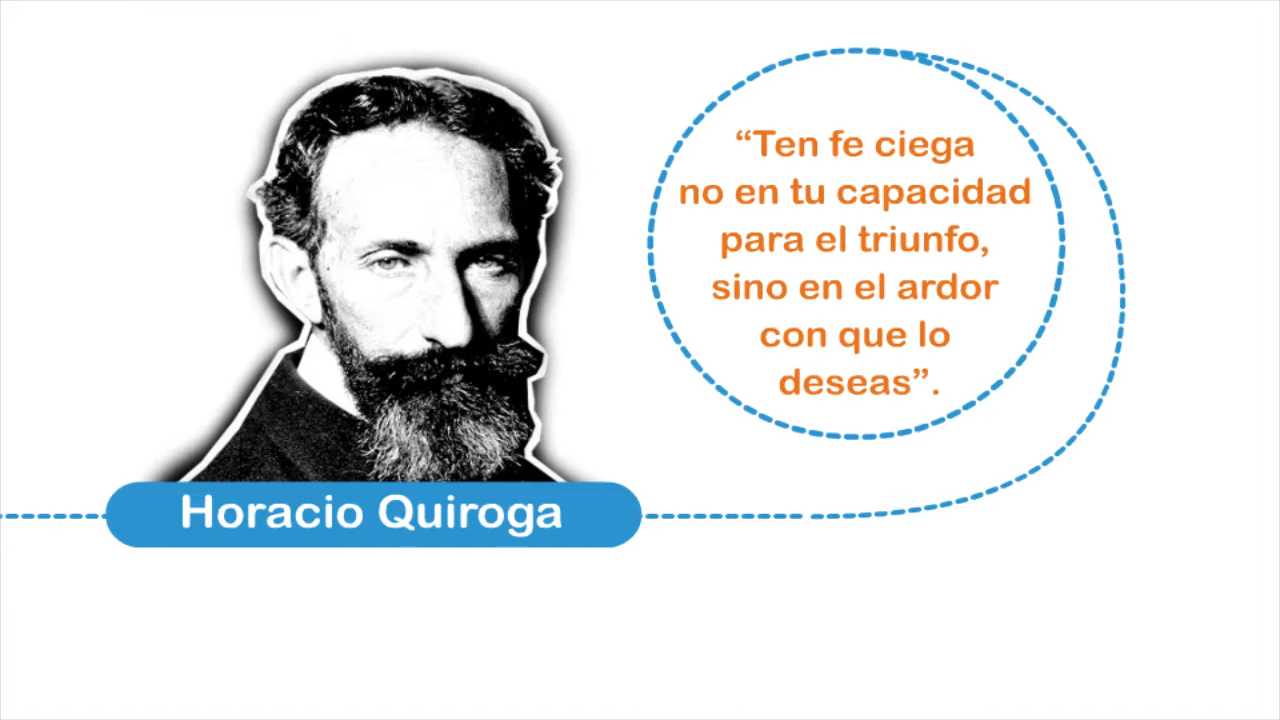 “Ten fe ciega
no en tu capacidad
para el triunfo,
sino en el ardor
con que lo
deseas”.
Horacio Quiroga